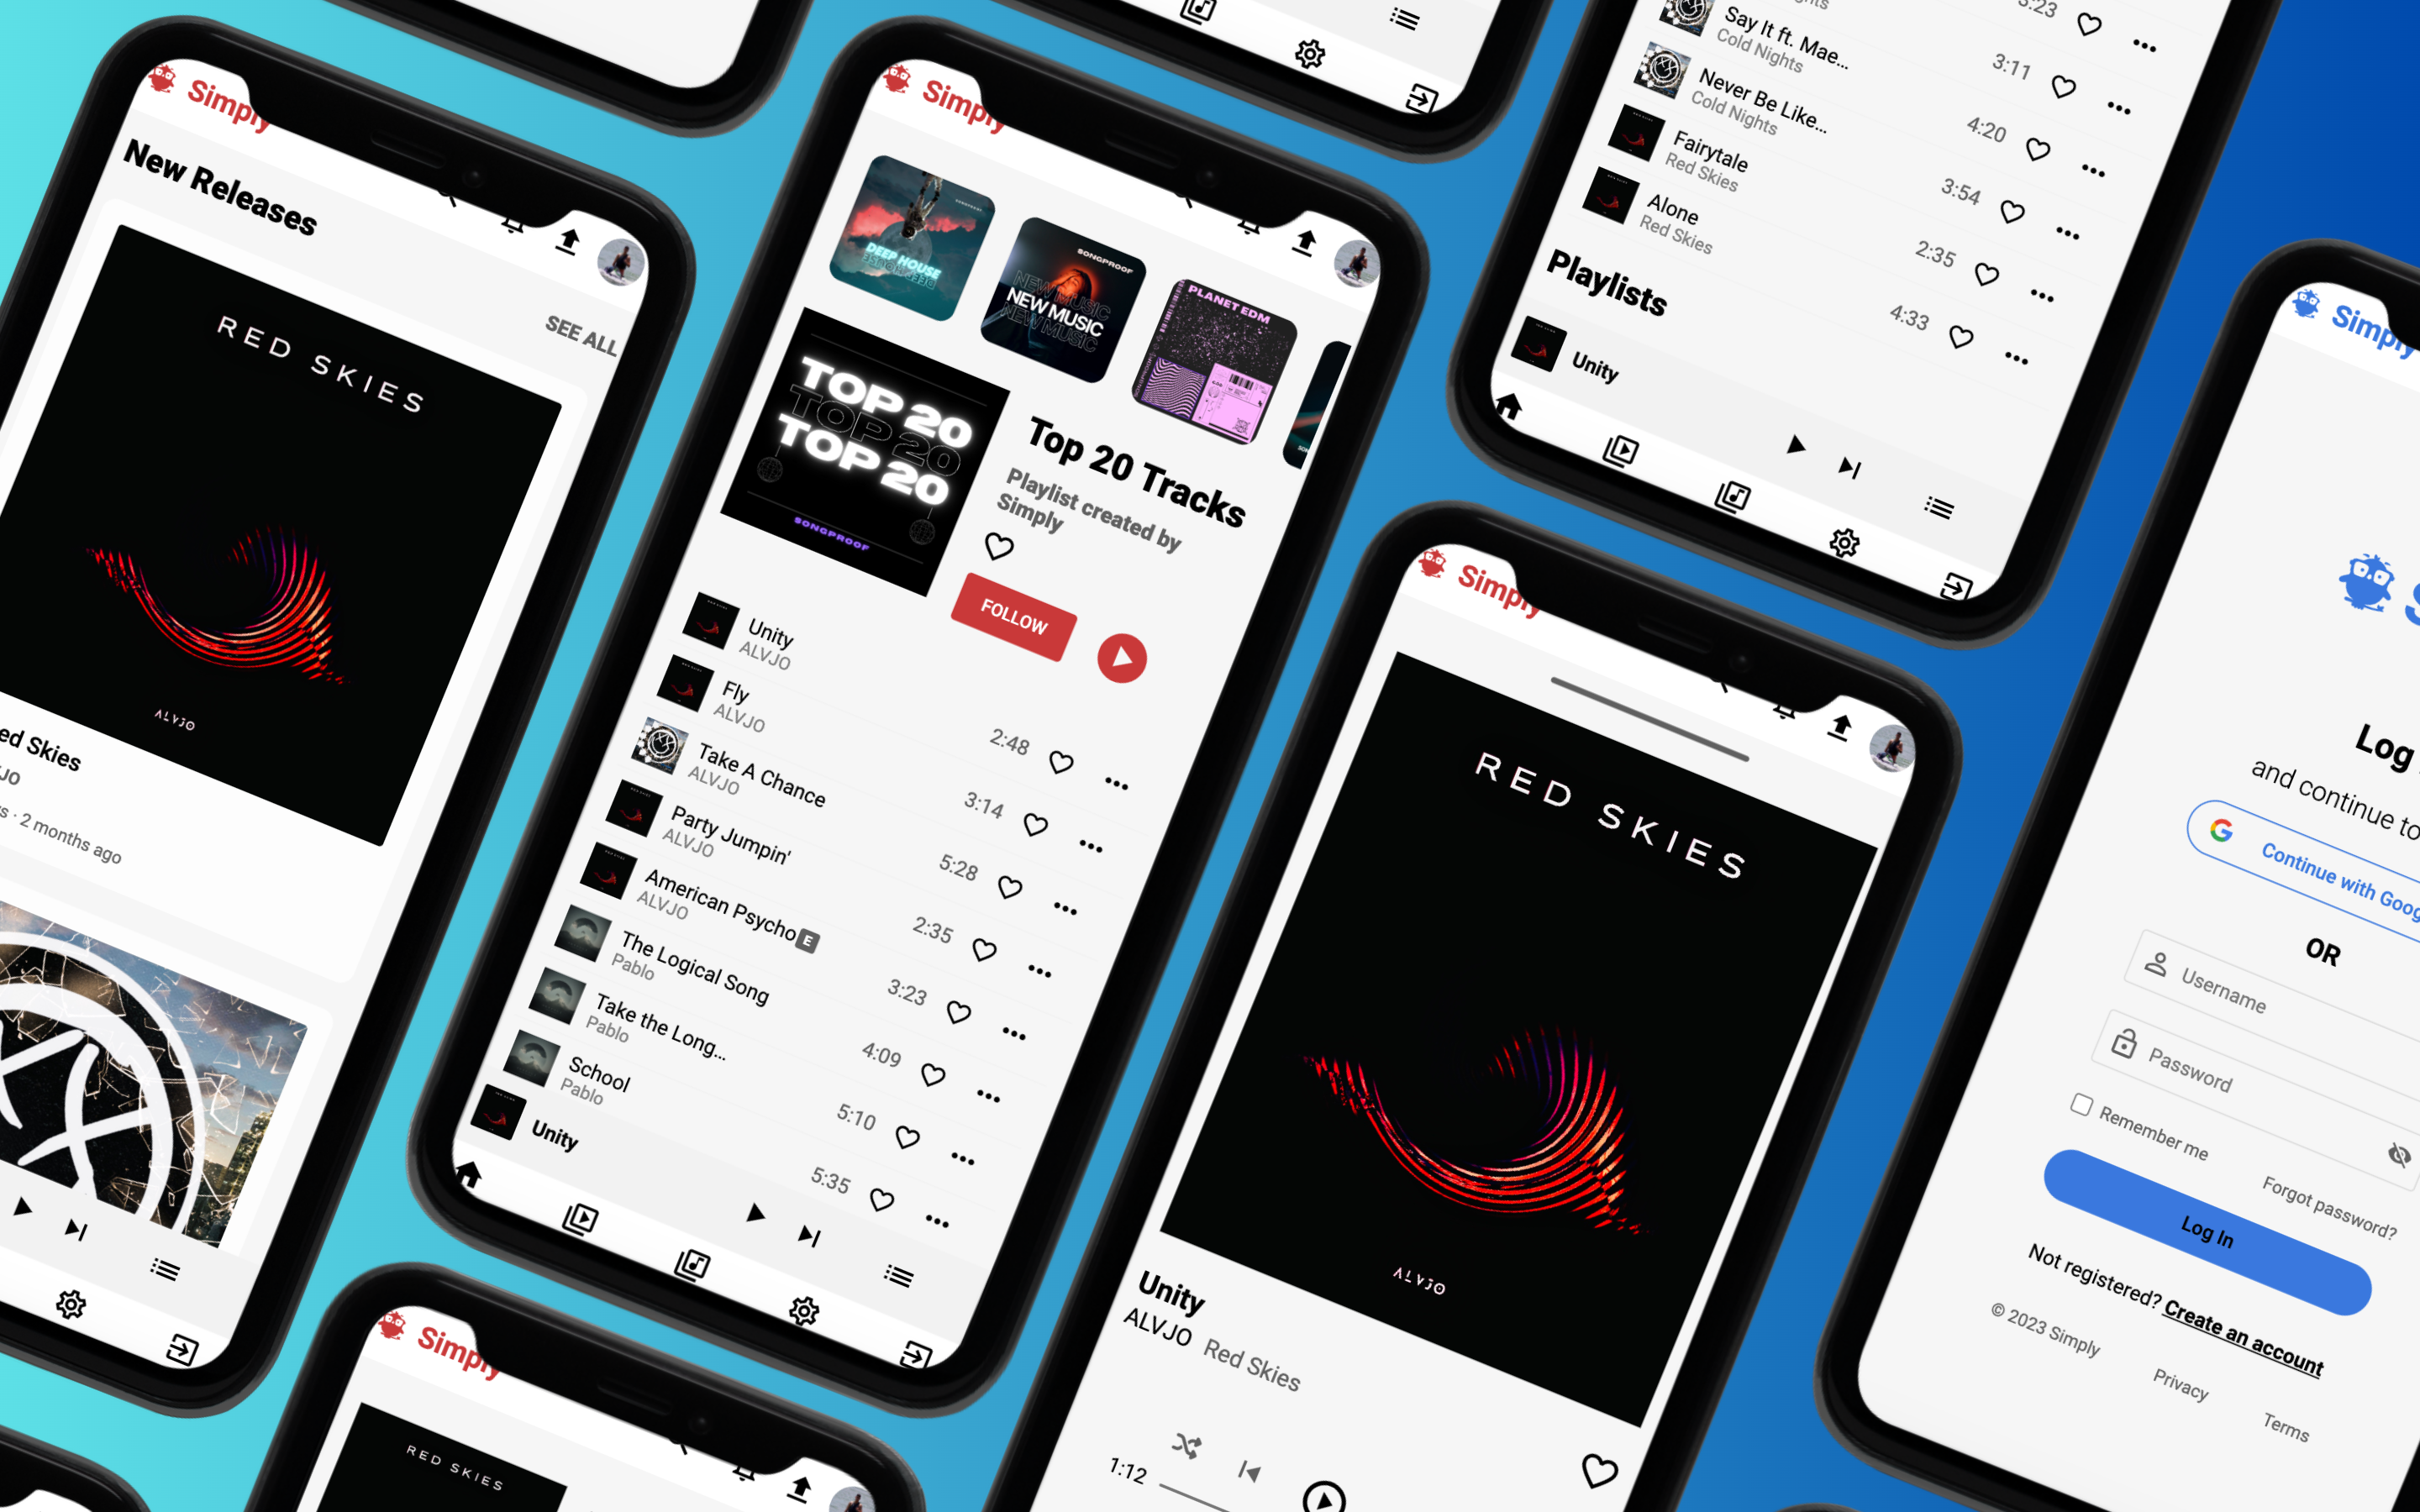 Simply
New Releases
SEE ALL
RED SKIES
ALVJO
ed Skies
JO
s · 2 months ago
Simply
SONGPROOF
DEEP HOUSE
DEEP HOUSE
SONGPROOF
NEW MUSIC
NEW MUSIC
NEW MUSIC
PLANET EDM
TOP 20
TOP 20
TOP 20
SONGPROOF
Top 20 Tracks
Playlist created by
Simply
FOLLOW
Unity
ALVJO
2:48
Fly
ALVJO
3:14
Take A Chance
ALVJO
5:28
Party Jumpin'
ALVJO
2:35
American Psycho E
ALVJO
3:23
The Logical Song
Pablo
4:09
Take the Long...
Pablo
5:10
School
Pablo
5:35
Unity
Simply
RED SKIES
3:23
Say It ft. Mae...
Cold Nights
3:11
Never Be Like...
Cold Nights
4:20
Fairytale
Red Skies
3:54
Alone
Red Skies
2:35
4:33
Playlists
Unity
Simply
RED SKIES
ALVJO
Unity
ALVJO Red Skies
1:12
Simply
S
Log
and continue to
Continue with Goog
OR
Username
Password
Remember me
Forgot password?
Log In
Not registered? Create an account
© 2023 Simply
Privacy
Terms